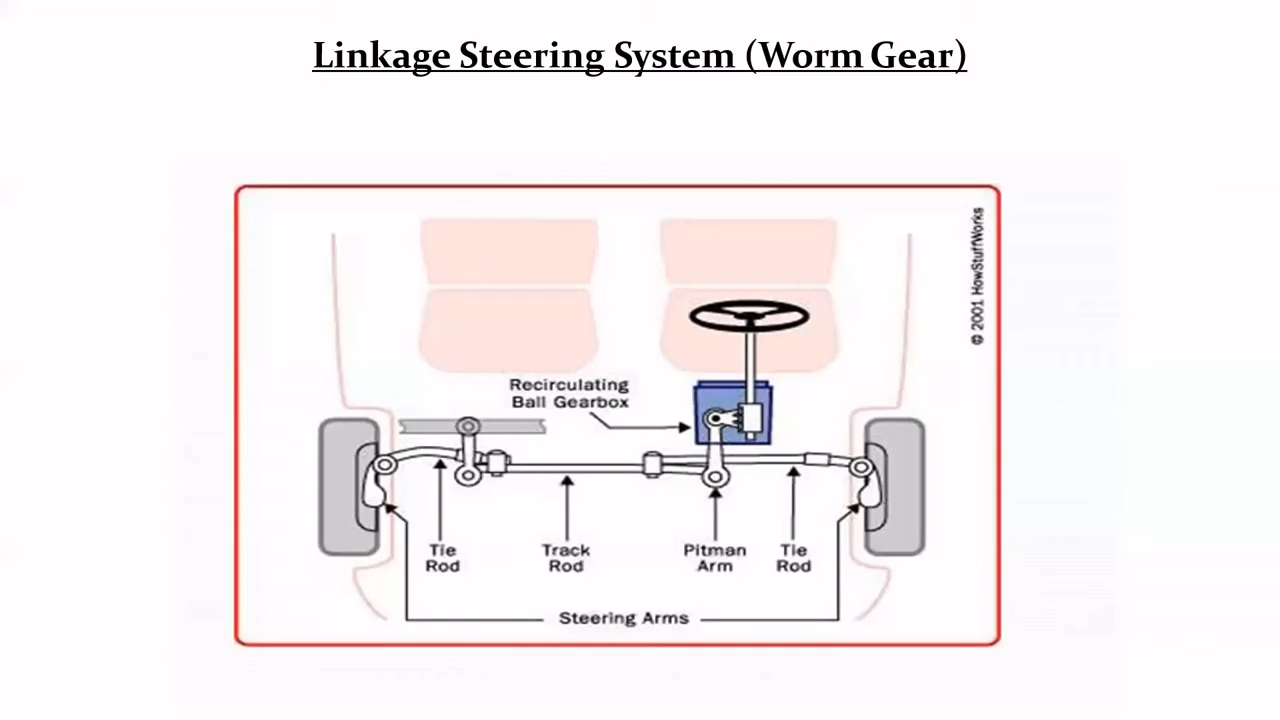 Linkage Steering System (Worm Gear)
© 2001 HowStuffWorks
Recirculating
Ball Gearbox
Tie
Rod
Track
Rod
Pitman
Arm
Tie
Rod
Steering Arms